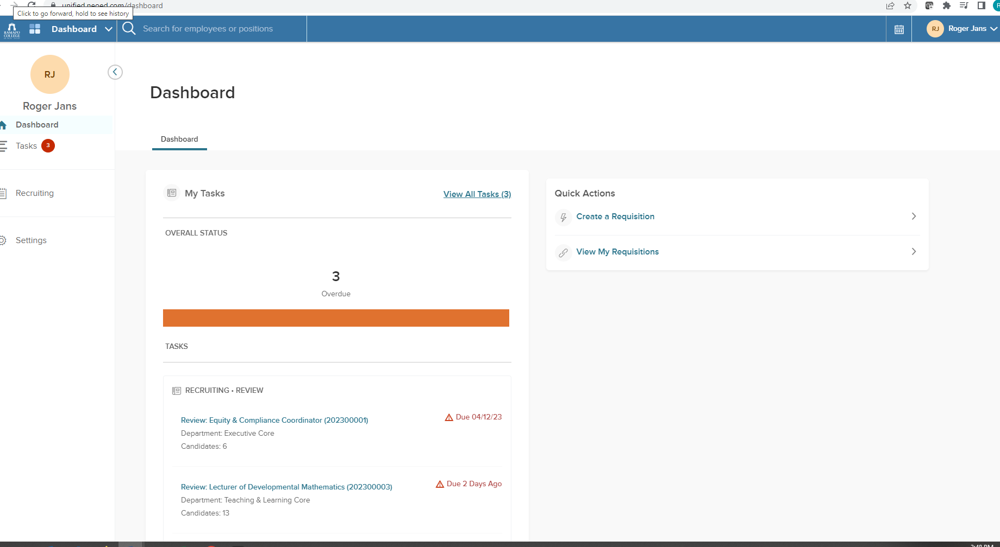 unified.neoed.com/dashboard
Click to go forward, hold to see history
RAMAPO
COLLEGE
Dashboard
Search for employees or positions
RJ
Roger Jans
RJ
Roger Jans
Dashboard
Tasks 3
Recruiting
Settings
Dashboard
Dashboard
My Tasks
View All Tasks (3)
OVERALL STATUS
3
Overdue
TASKS
RECRUITING • REVIEW
Review: Equity & Compliance Coordinator (202300001)
Due 04/12/23
Department: Executive Core
Candidates: 6
Review: Lecturer of Developmental Mathematics (202300003)
Due 2 Days Ago
Department: Teaching & Learning Core
Candidates: 13
Quick Actions
Create a Requisition
View My Requisitions